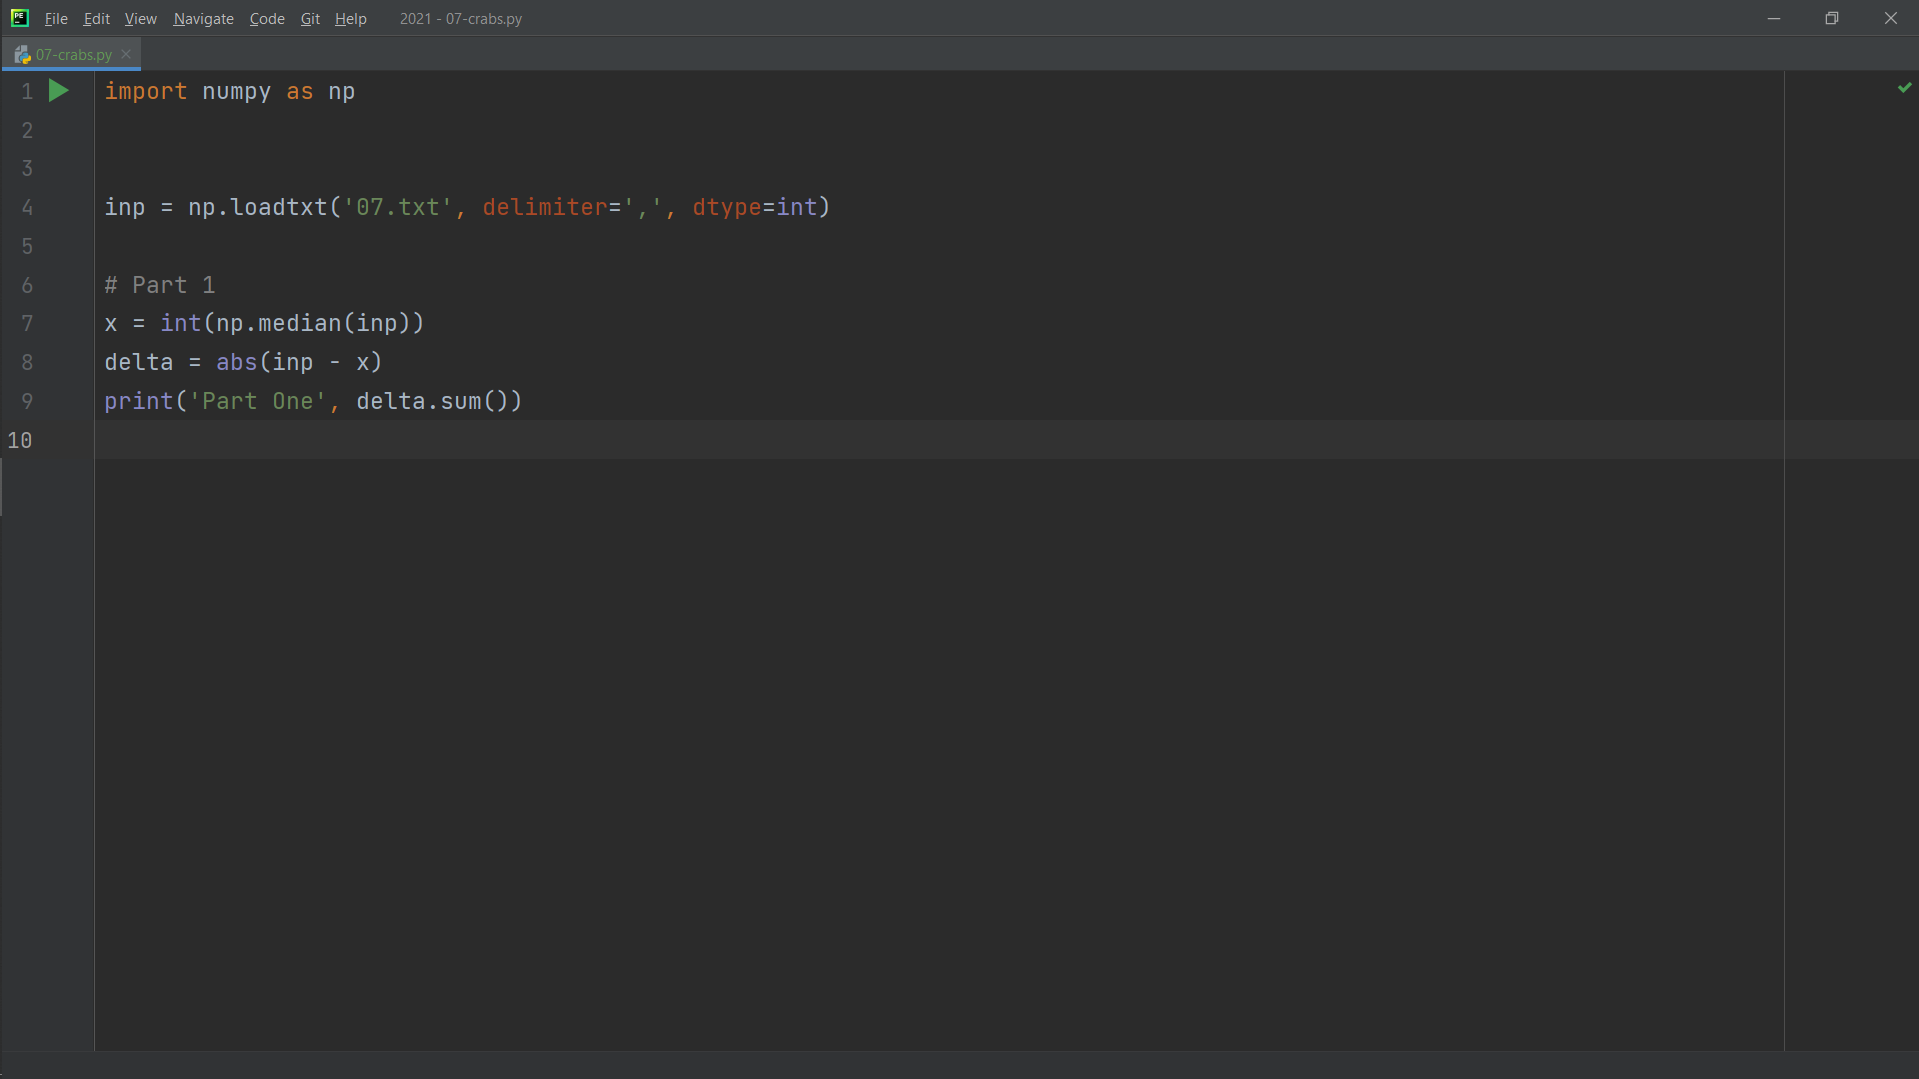 File Edit View Navigate Code Git Help 2021 - 07-crabs.py
07-crabs.py
1 import numpy as np
2
3
4 inp = np.loadtxt('07.txt', delimiter=',', dtype=int)
5
6 # Part 1
7 x = int(np.median(inp))
8 delta = abs(inp - x)
9 print('Part One', delta.sum())
10